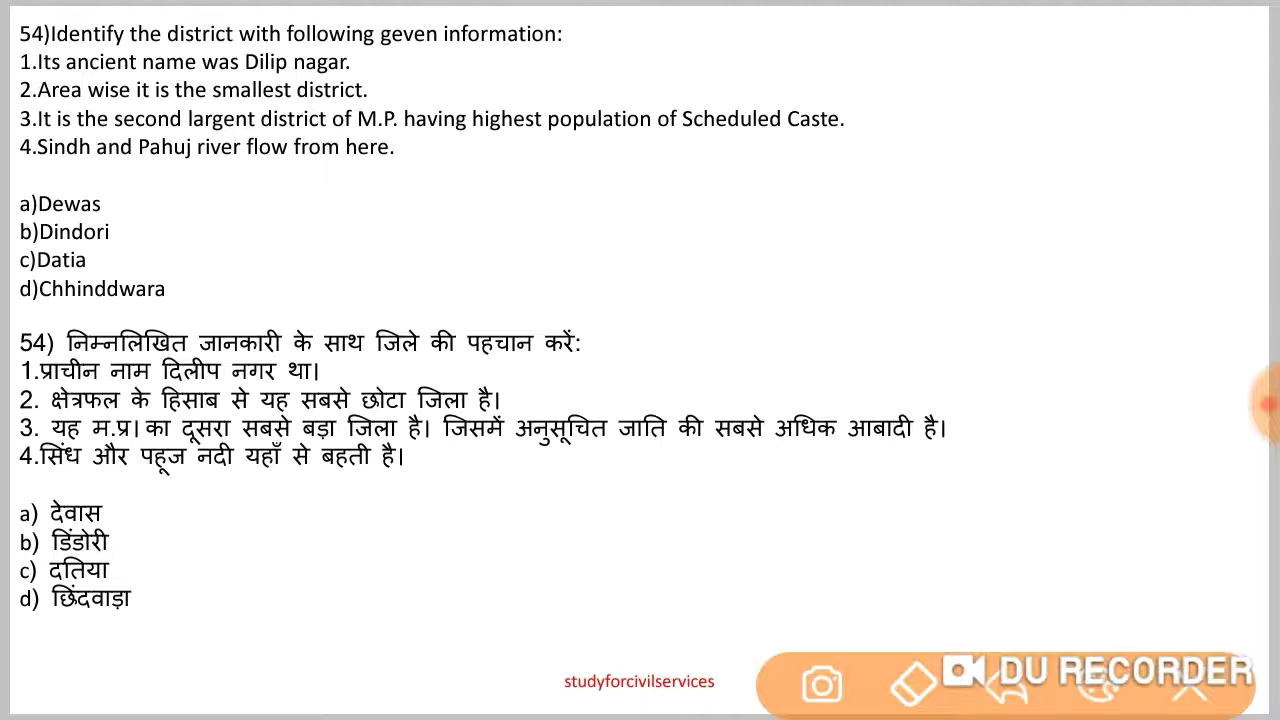 54)Identify the district with following geven information:
1.Its ancient name was Dilip nagar.
2.Area wise it is the smallest district.
3.It is the second largent district of M.P. having highest population of Scheduled Caste.
4.Sindh and Pahuj river flow from here.
a)Dewas
b)Dindori
c)Datia
d)Chhinddwara
54) निम्नलिखित जानकारी के साथ जिले की पहचान करें:
1.प्राचीन नाम दिलीप नगर था।
2. क्षेत्रफल के हिसाब से यह सबसे छोटा जिला है।
3. यह म.प्र। का दूसरा सबसे बड़ा जिला है। जिसमें अनुसूचित जाति की सबसे अधिक आबादी है।
4.सिंध और पहूज नदी यहाँ से बहती है।
a) देवास
b) डिंडोरी
c) दतिया
d) छिंदवाड़ा
studyforcivilservices
DU RECORDER